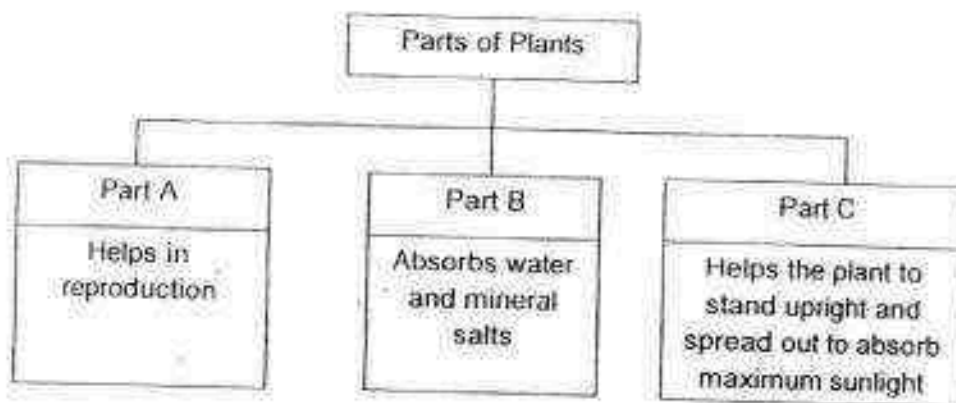 Parts of Plants
Part A
Helps in
reproduction
Part B
Absorbs water
and mineral
salts
Part C
Helps the plant to
stand upright and
spread out to absorb
maximum sunlight